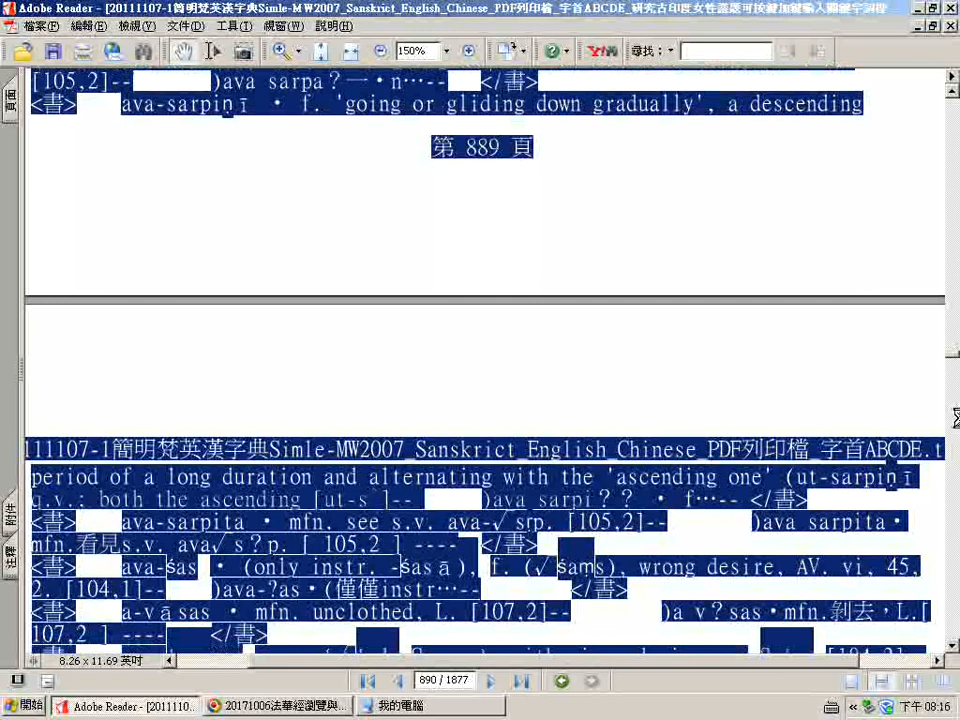 Adobe Reader - [20111107-1簡明梵英漢字典Simle-MW2007_Sanskrict_English_Chinese_PDF列印檔_字首ABCDE_研究古印度女性議題可按鍵輸入關鍵字詞搜
檔案(F) 編輯(E) 檢視(V) 文件(D) 工具(T) 視窗(W) 說明(H)
150% Y! 尋找:
頁面
[105,2]-- )ava sarpa?一·n…-- </書>
<書> ava-sarpiṇī · f. 'going or gliding down gradually', a descending
第 889 頁
111107-1簡明梵英漢字典Simle-MW2007_Sanskrict_English_Chinese_PDF列印檔_字首ABCDE.t
period of a long duration and alternating with the 'ascending one' (ut-sarpiṇī
q.v.; both the ascending [ut-s˚]-- )ava sarpi?? · f…-- </書>
<書> ava-sarpita · mfn. see s.v. ava-√sṛp. [105,2]-- )ava sarpita·
mfn.看見s.v. ava√s?p. [ 105,2 ] ---- </書>
<書> ava-śas · (only instr. -śasā), f. (√śaṃs), wrong desire, AV. vi, 45,
2. [104,1]-- )ava-?as·(僅僅instr…-- </書>
<書> a-vāsas · mfn. unclothed, L. [107,2]-- )a v?sas·mfn.剝去,L.[
107,2 ] ---- </書>
附件
注釋
8.26 x 11.69 英吋
890 / 1877
開始 Adobe Reader - [2011110... 20171006法華經瀏覽與... 我的電腦 下午 08:16